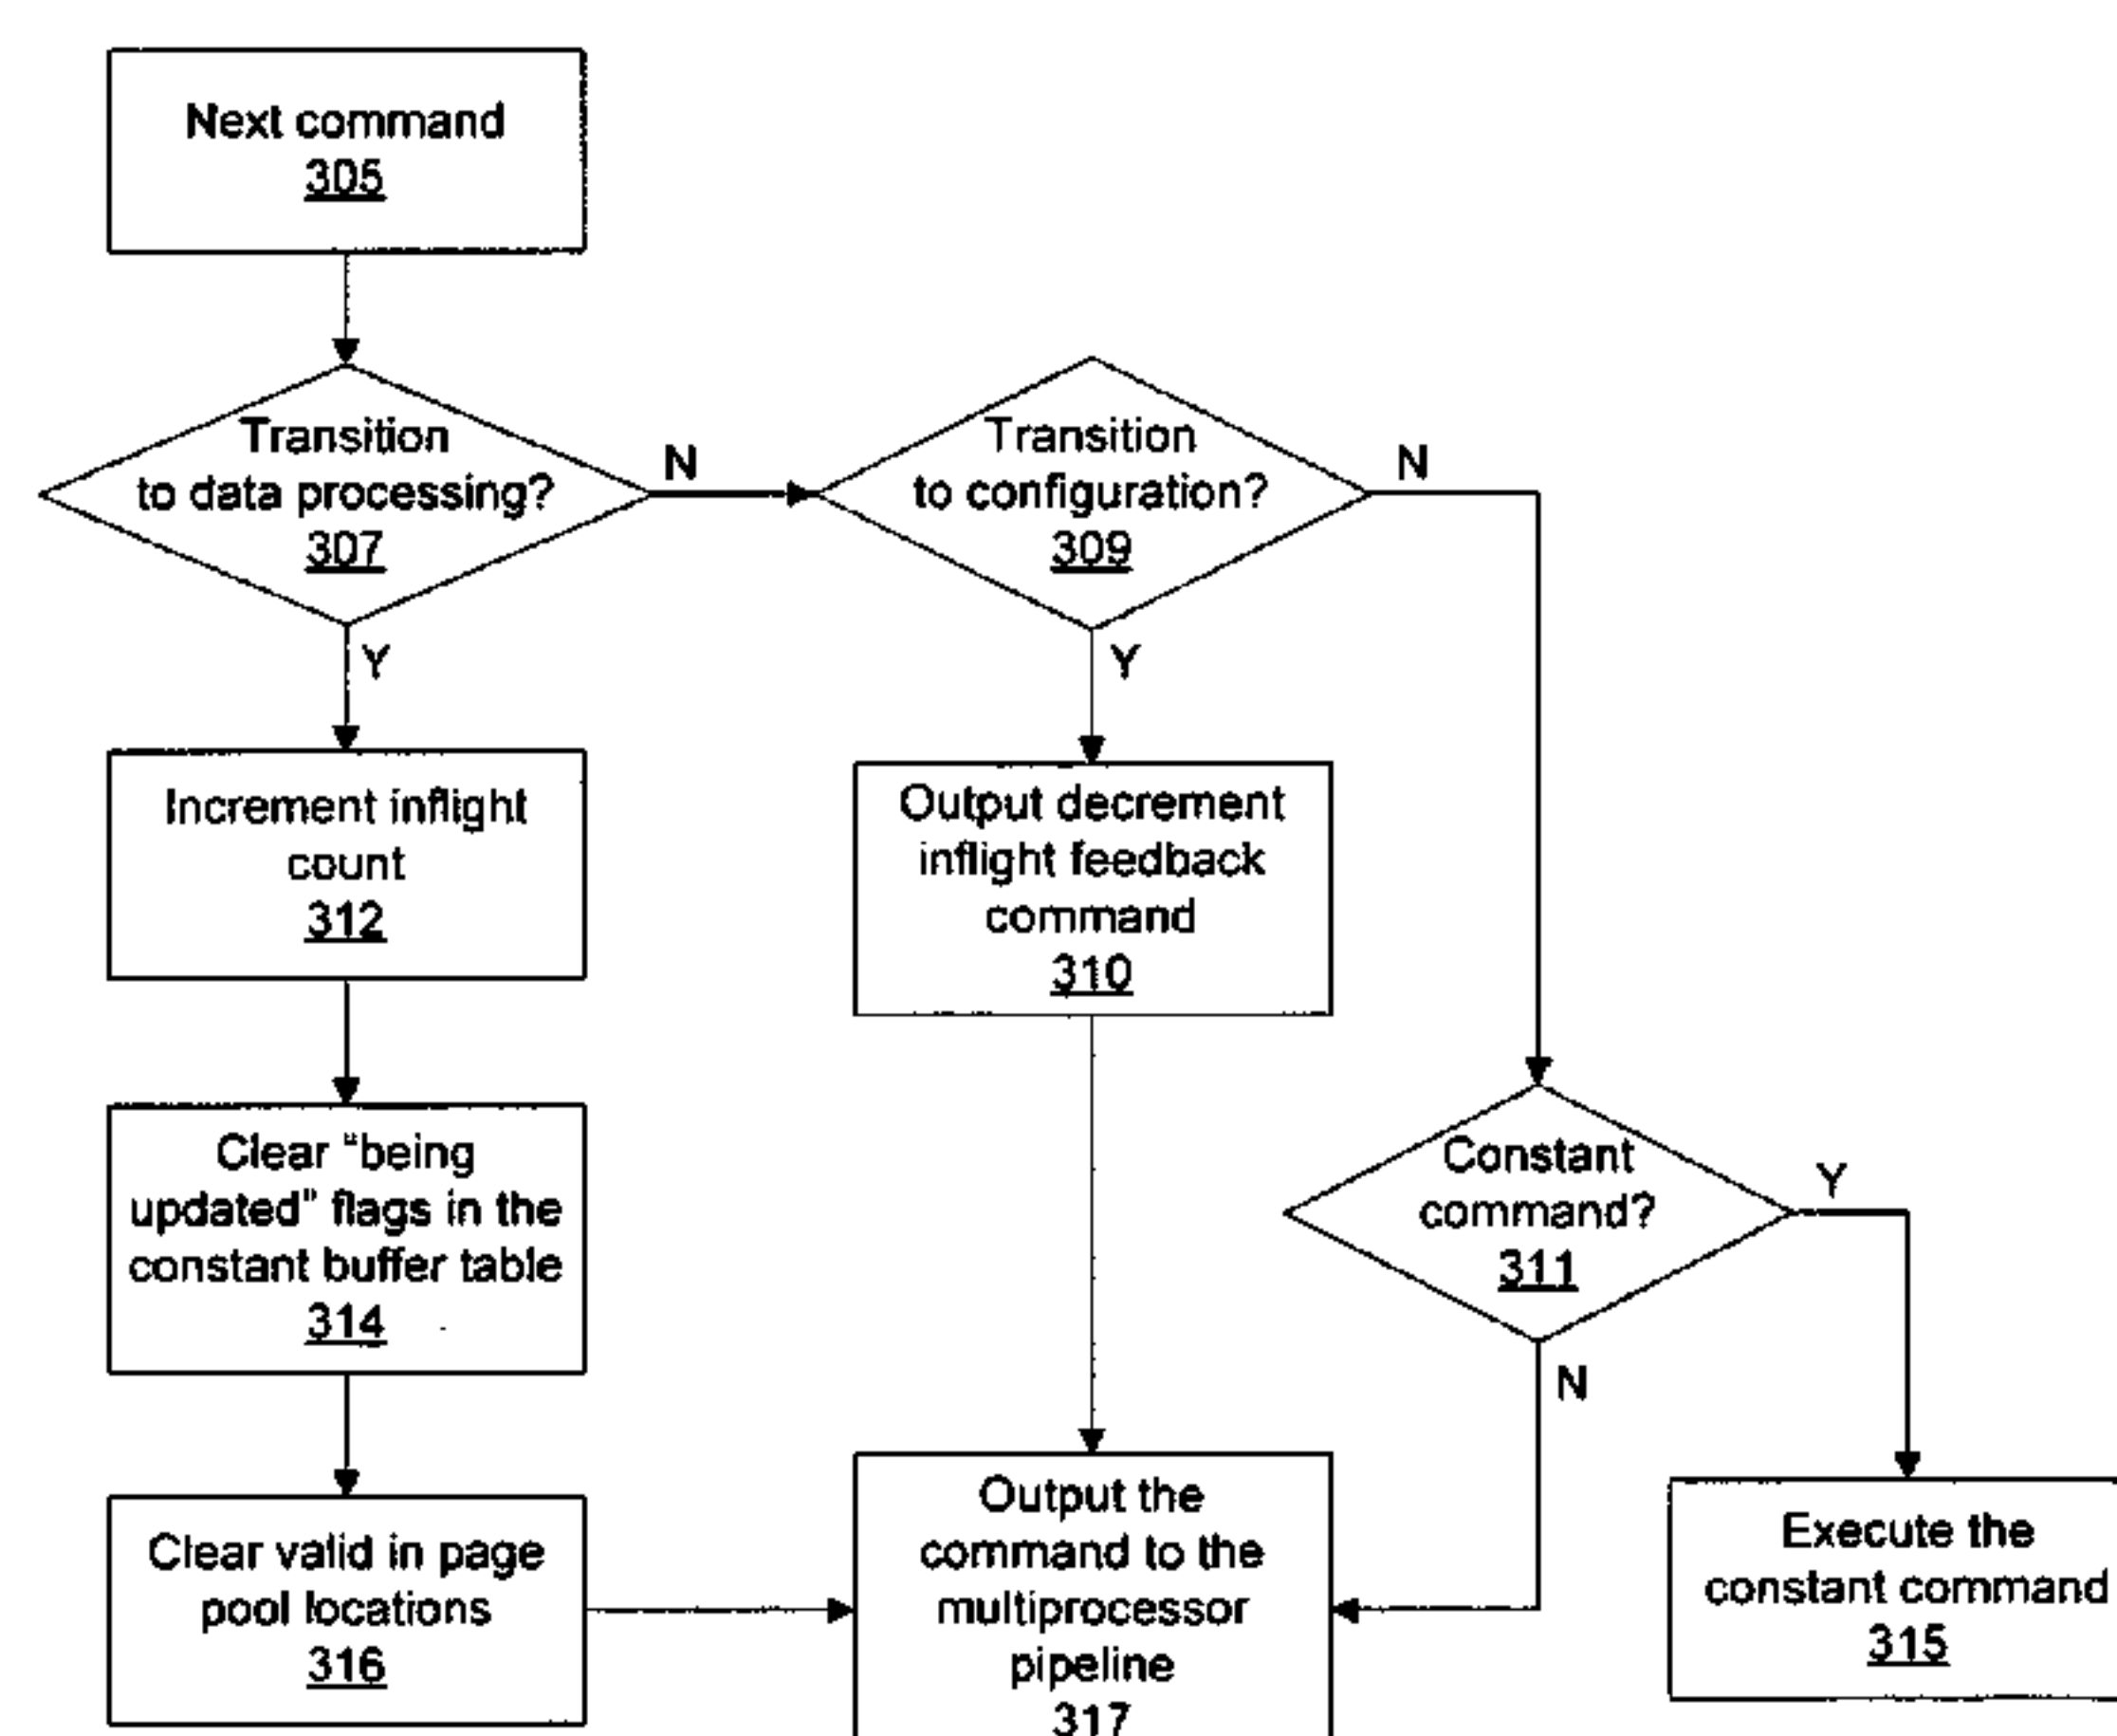 Next command
305
Transition
to data processing?
307
N
Transition
to configuration?
309
N
Y
Y
Increment inflight
count
312
Output decrement
inflight feedback
command
310
Clear “being
updated” flags in the
constant buffer table
314
Constant
command?
311
Y
N
Clear valid in page
pool locations
316
Output the
command to the
multiprocessor
pipeline
317
Execute the
constant command
315